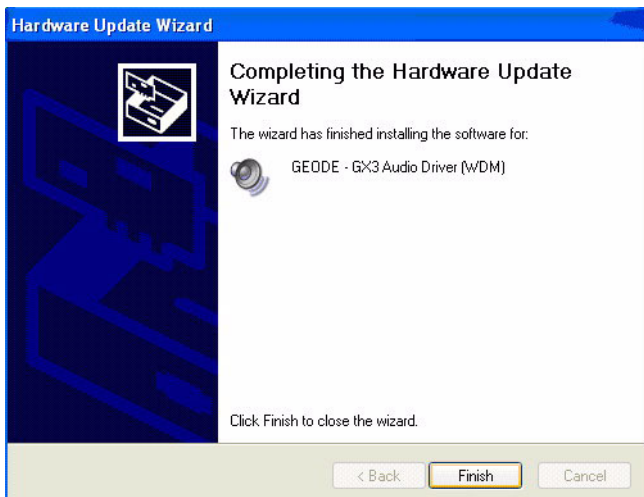 Hardware Update Wizard
Completing the Hardware Update
Wizard
The wizard has finished installing the software for:
GEODE - GX3 Audio Driver (WDM)
Click Finish to close the wizard.
< Back Finish Cancel